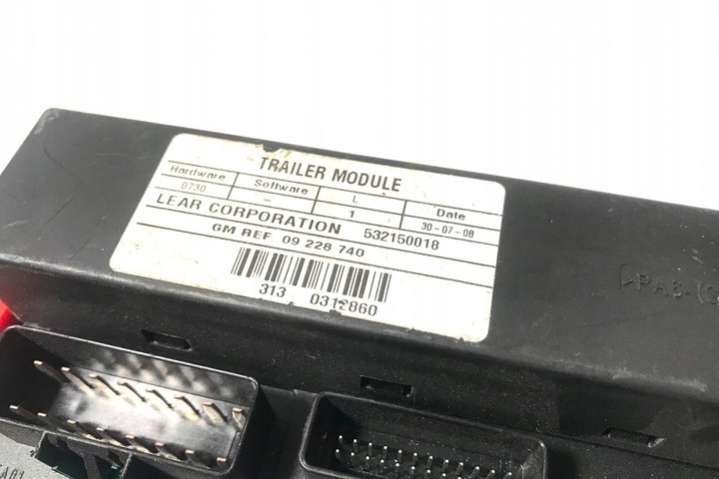 TRAILER MODULE
Hardware Software L Date
0730 - 1 30-07-08
LEAR CORPORATION 532150018
GM REF 09 228 740
313 0312860